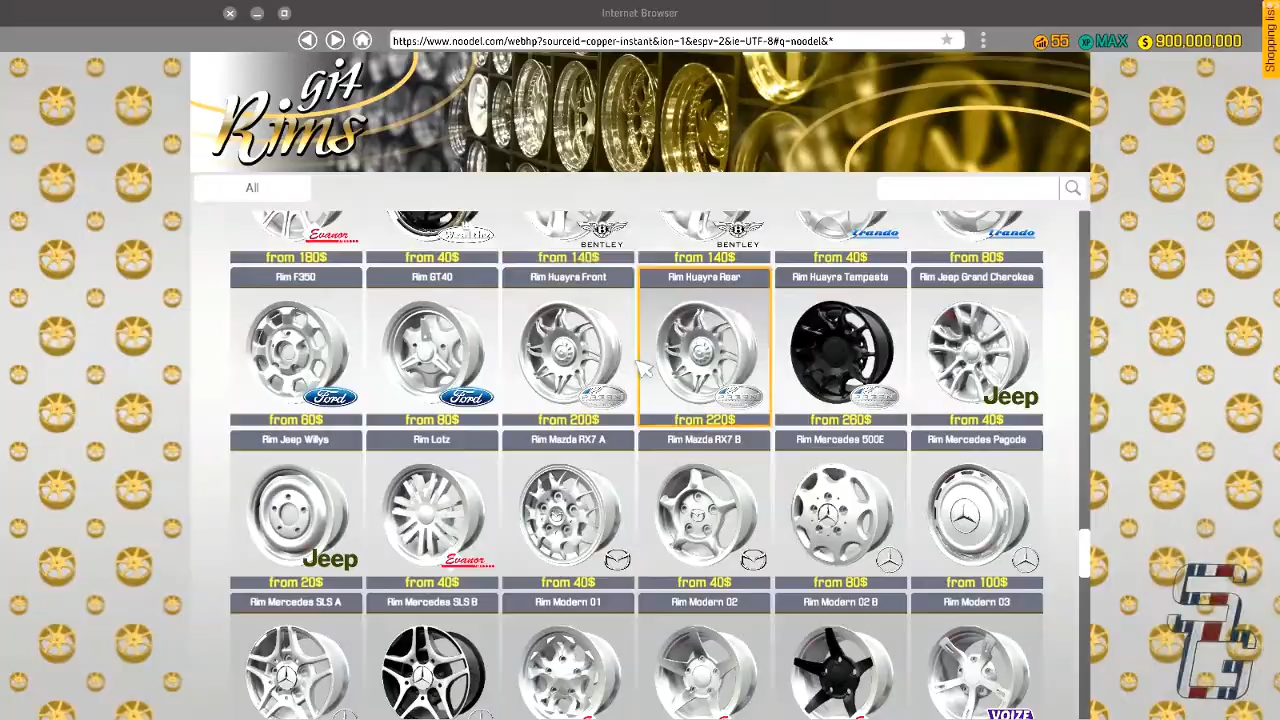 Internet Browser
https://www.noodel.com/webhp?sourceid=copper-instant&ion=1&espv=2&ie=UTF-8#q=noodel&*
55 XP MAX $ 900,000,000
Shopping list
git
Rims
All
Evanor
BENTLEY
BENTLEY
from 180$ from 40$ from 140$ from 140$ from 40$ from 80$
Rim F350 Rim GT40 Rim Huayra Front Rim Huayra Rear Rim Huayra Tempesta Rim Jeep Grand Cherokee
Ford Ford Jeep
from 60$ from 80$ from 200$ from 220$ from 260$ from 40$
Rim Jeep Willys Rim Lotz Rim Mazda RX7 A Rim Mazda RX7 B Rim Mercedes 500E Rim Mercedes Pagoda
Jeep Evanor
from 20$ from 40$ from 40$ from 40$ from 80$ from 100$
Rim Mercedes SLS A Rim Mercedes SLS B Rim Modern 01 Rim Modern 02 Rim Modern 02 B Rim Modern 03
VOIZE